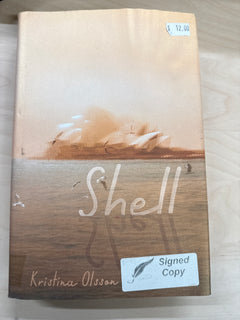 $ 12.00
Shell
Kristina Olsson
Signed
Copy